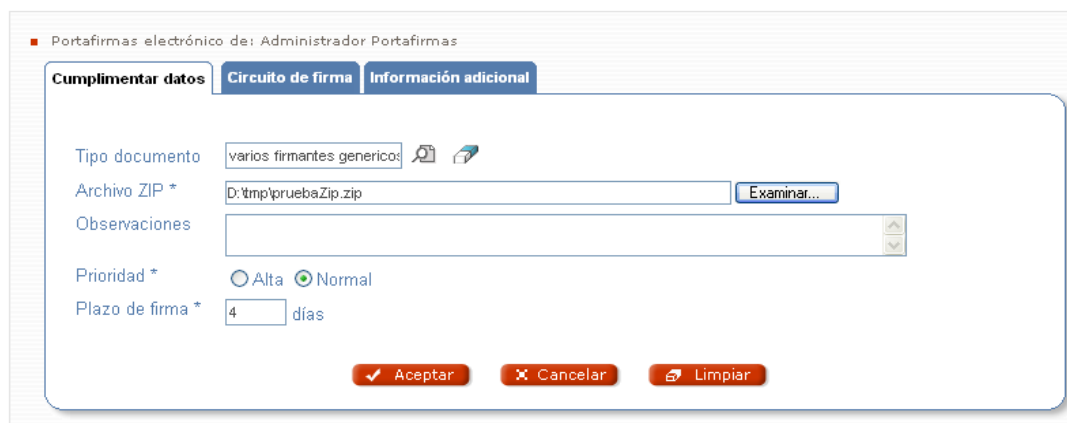 Portafirmas electrónico de: Administrador Portafirmas
Cumplimentar datos Circuito de firma Información adicional
Tipo documento varios firmantes genericos
Archivo ZIP * D:\tmp\pruebaZip.zip Examinar...
Observaciones
Prioridad * Alta Normal
Plazo de firma * 4 días
Aceptar Cancelar Limpiar